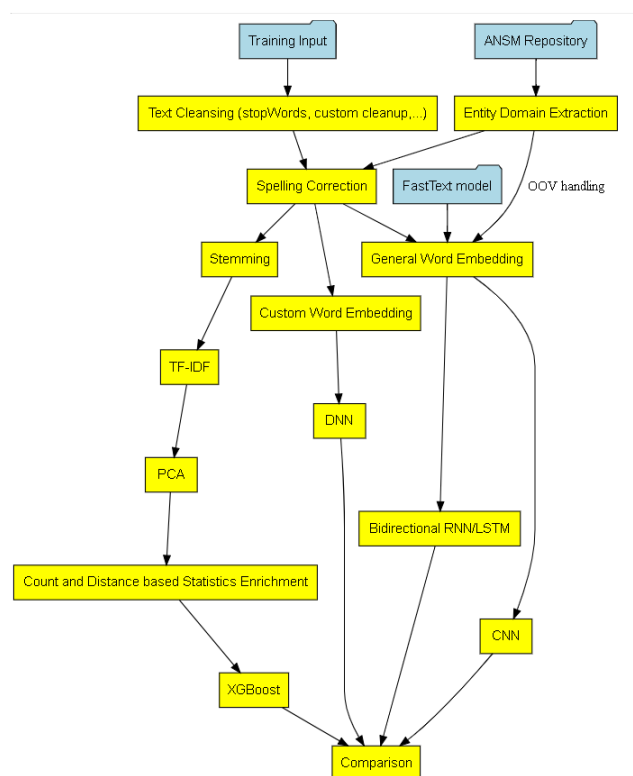 Training Input
ANSM Repository
Text Cleansing (stopWords, custom cleanup,...)
Entity Domain Extraction
Spelling Correction
FastText model
OOV handling
Stemming
General Word Embedding
Custom Word Embedding
TF-IDF
DNN
PCA
Bidirectional RNN/LSTM
Count and Distance based Statistics Enrichment
CNN
XGBoost
Comparison